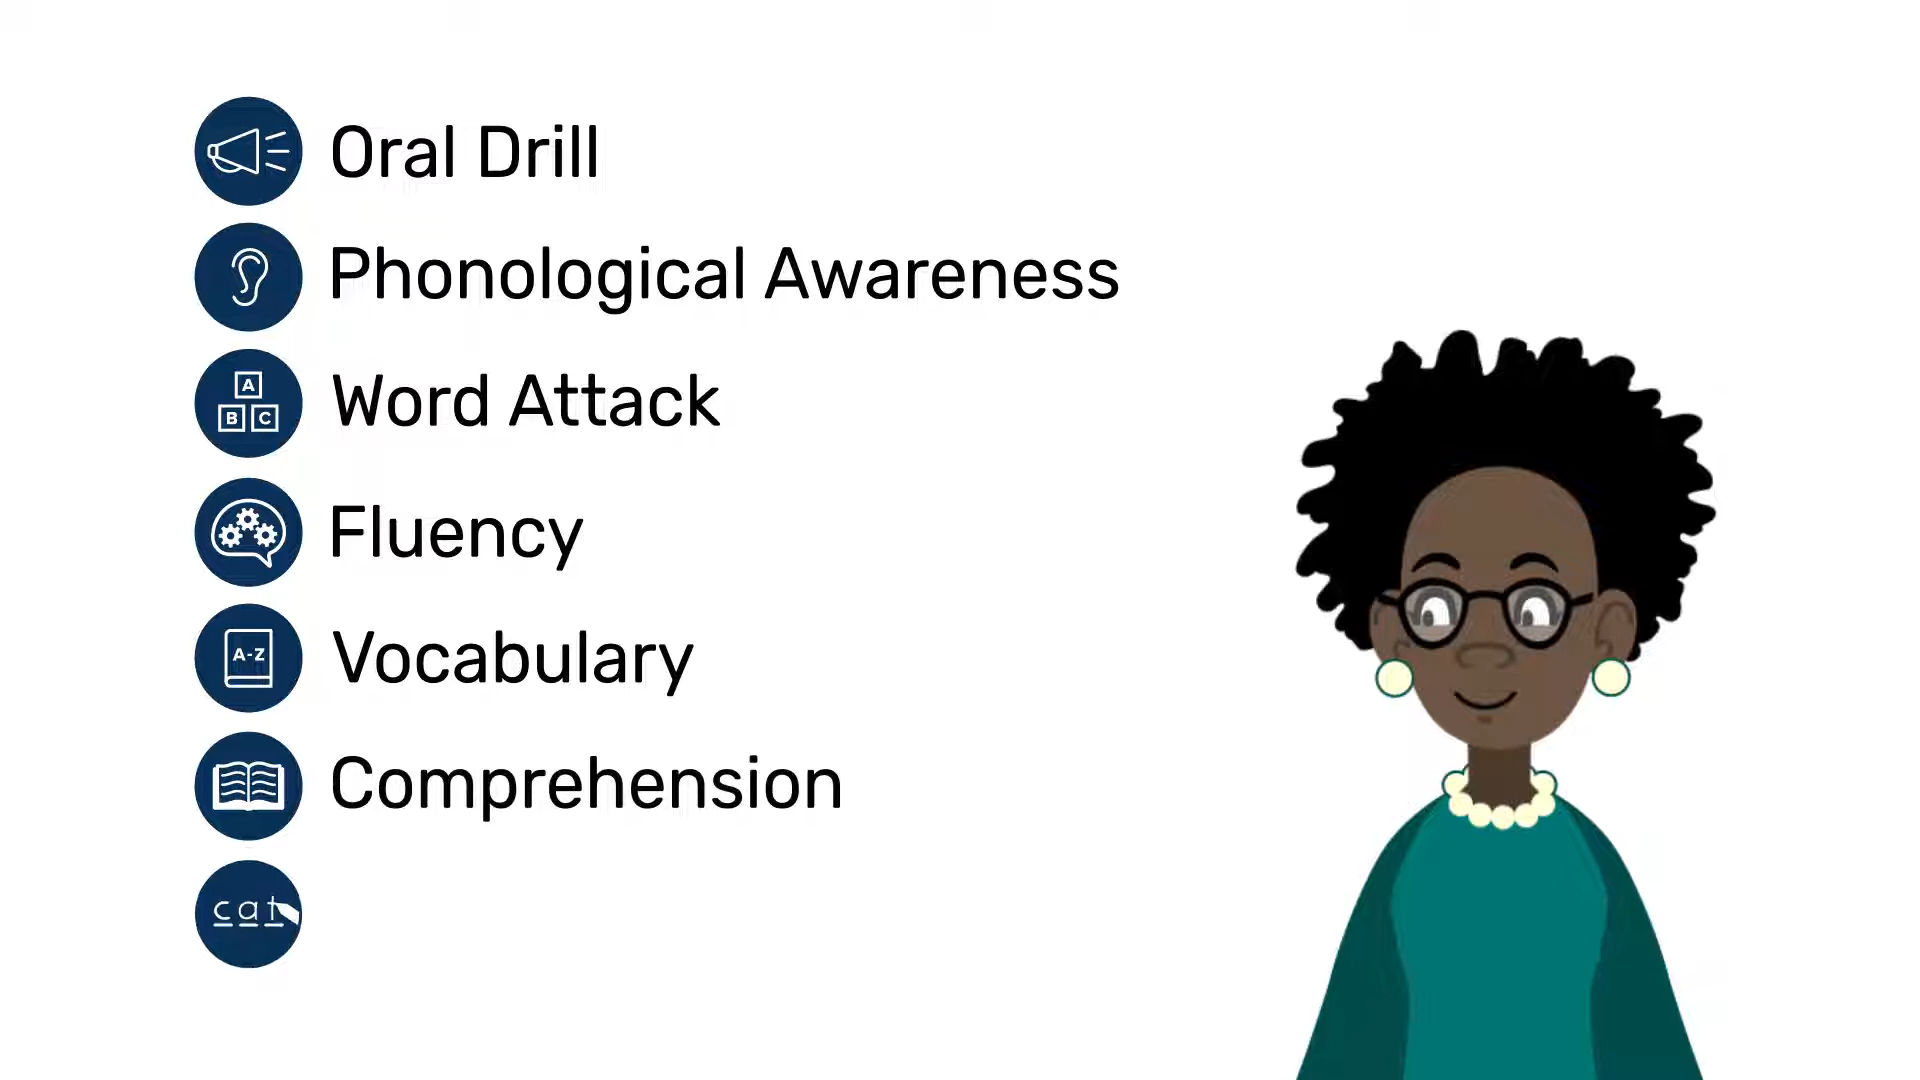 Oral Drill
Phonological Awareness
A
B C
Word Attack
Fluency
A-Z
Vocabulary
Comprehension
cat